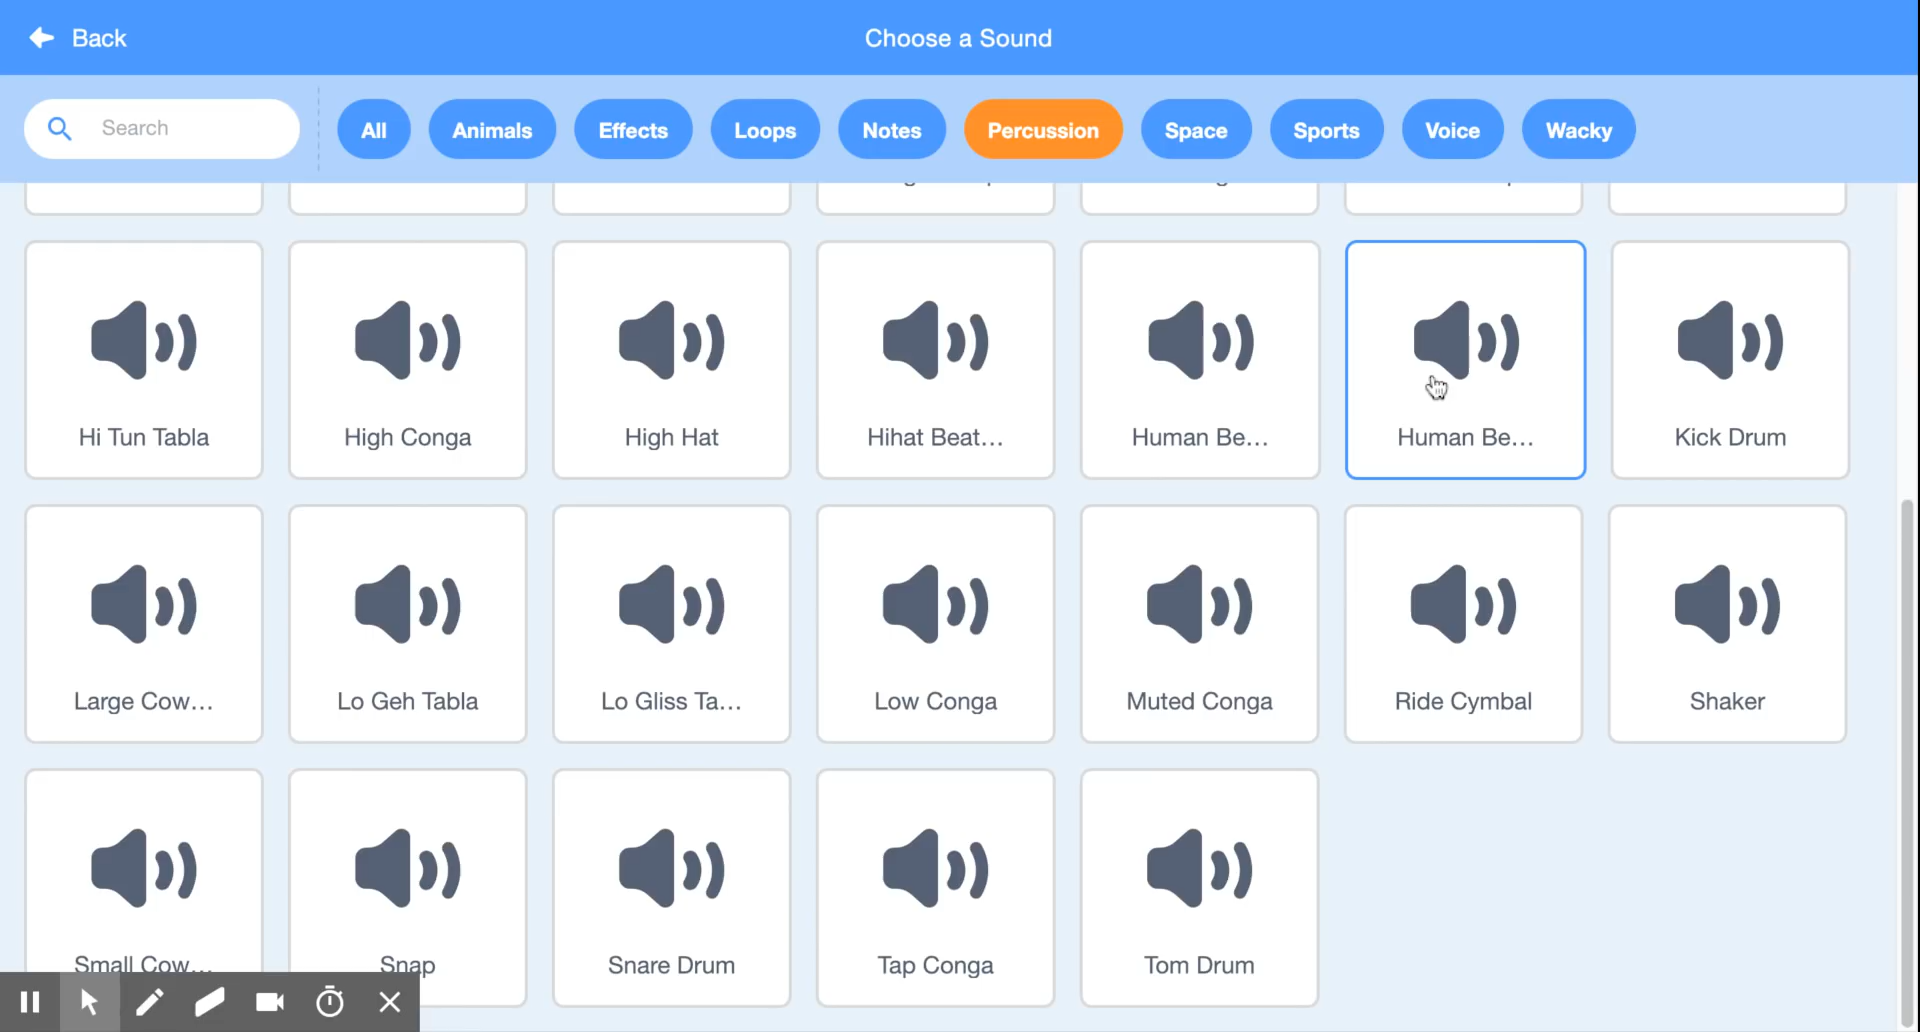 Back
Choose a Sound
Search
All
Animals
Effects
Loops
Notes
Percussion
Space
Sports
Voice
Wacky
Hi Tun Tabla
High Conga
High Hat
Hihat Beat...
Human Be...
Human Be...
Kick Drum
Large Cow...
Lo Geh Tabla
Lo Gliss Ta...
Low Conga
Muted Conga
Ride Cymbal
Shaker
Small Cow...
Snap
Snare Drum
Tap Conga
Tom Drum